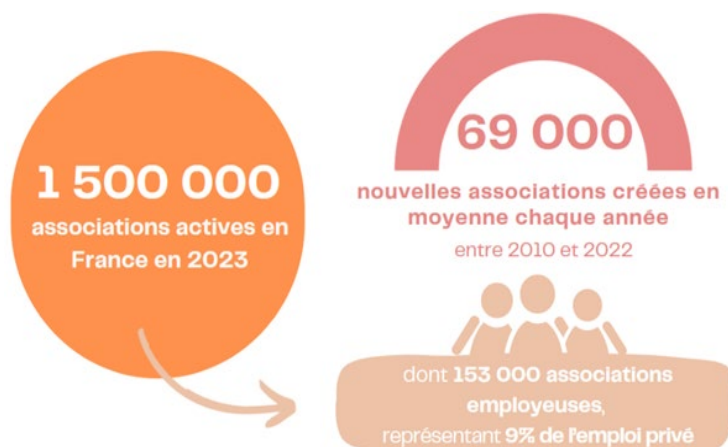 1 500 000
associations actives en
France en 2023
69 000
nouvelles associations créées en
moyenne chaque année
entre 2010 et 2022
dont 153 000 associations
employeuses,
représentant 9% de l'emploi privé